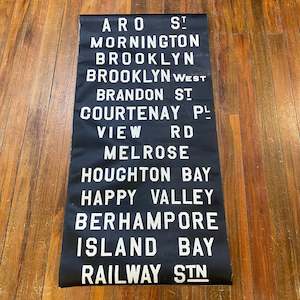 ARO ST
MORNINGTON
BROOKLYN
BROOKLYN WEST
BRANDON ST
COURTENAY PL
VIEW RD
MELROSE
HOUGHTON BAY
HAPPY VALLEY
BERHAMPORE
ISLAND BAY
RAILWAY STN